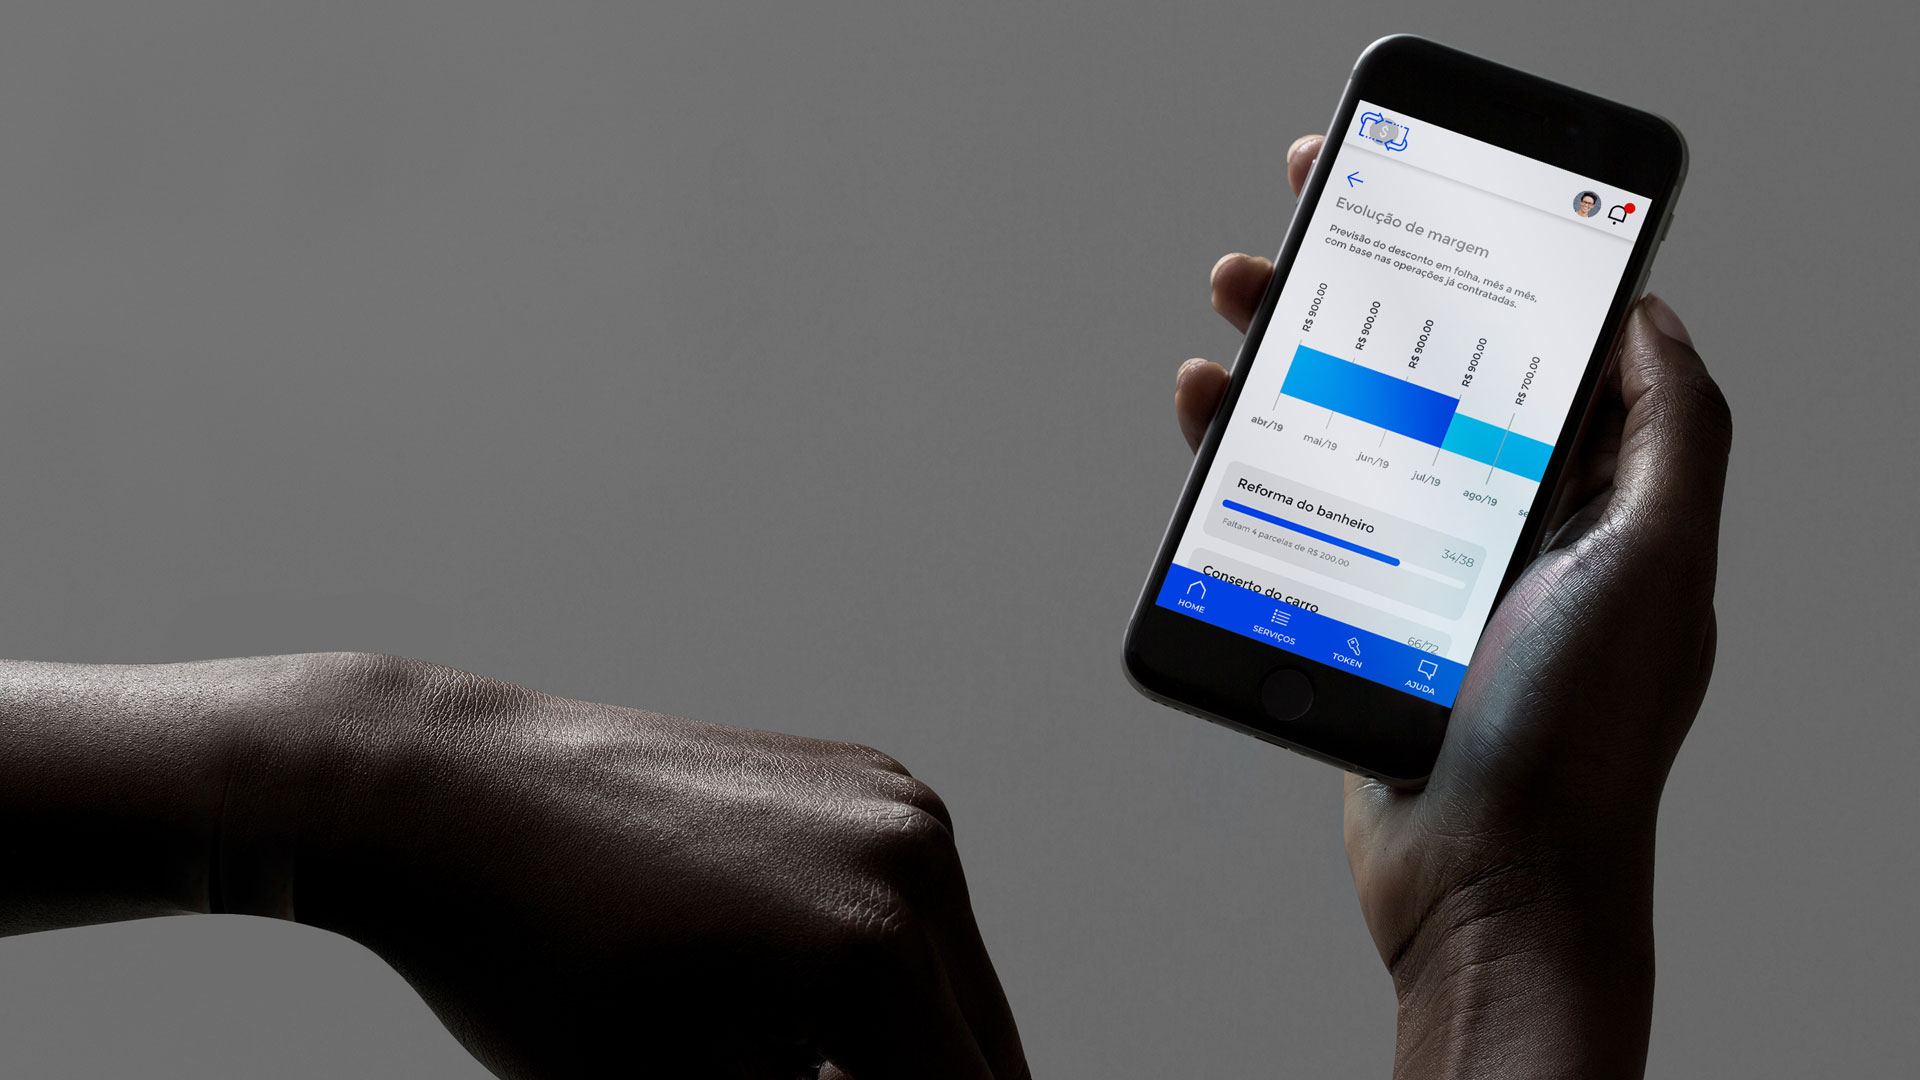 $
Evolução de margem
Previsão do desconto em folha, mês a mês,
com base nas operações já contratadas.
R$ 900,00
R$ 900,00
R$ 900,00
R$ 900,00
R$ 700,00
abr/19
mai/19
jun/19
jul/19
ago/19
se
Reforma do banheiro
34/38
Faltam 4 parcelas de R$ 200,00
Conserto do carro
66/72
HOME
SERVIÇOS
TOKEN
AJUDA